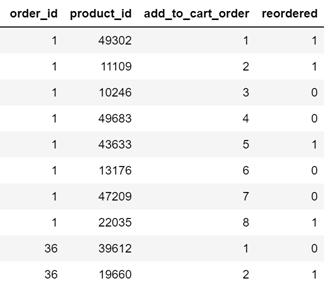 order_id product_id add_to_cart_order reordered
1 49302 1 1
1 11109 2 1
1 10246 3 0
1 49683 4 0
1 43633 5 1
1 13176 6 0
1 47209 7 0
1 22035 8 1
36 39612 1 0
36 19660 2 1